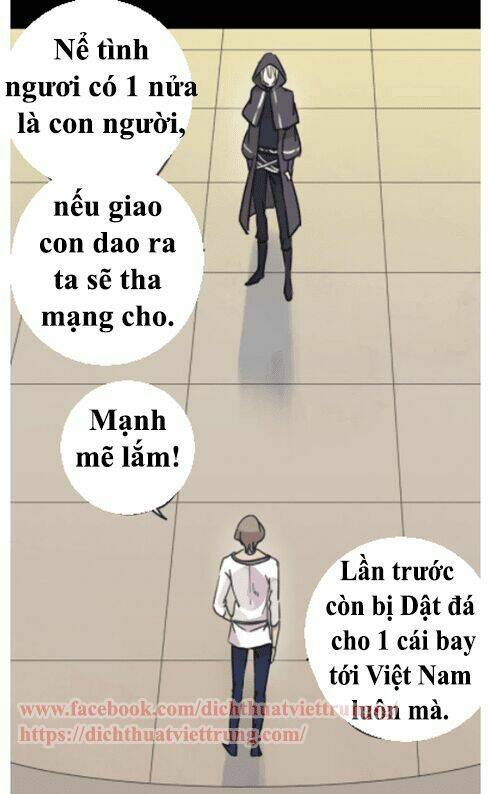 Nể tình
ngươi có 1 nửa
là con người,
nếu giao
con dao ra
ta sẽ tha
mạng cho.
Mạnh
mẽ lắm!
Lần trước
còn bị Dật đá
cho 1 cái bay
tới Việt Nam
luôn mà.
www.facebook.com/dichthuatviettrung/
https://dichthuatviettrung.com/